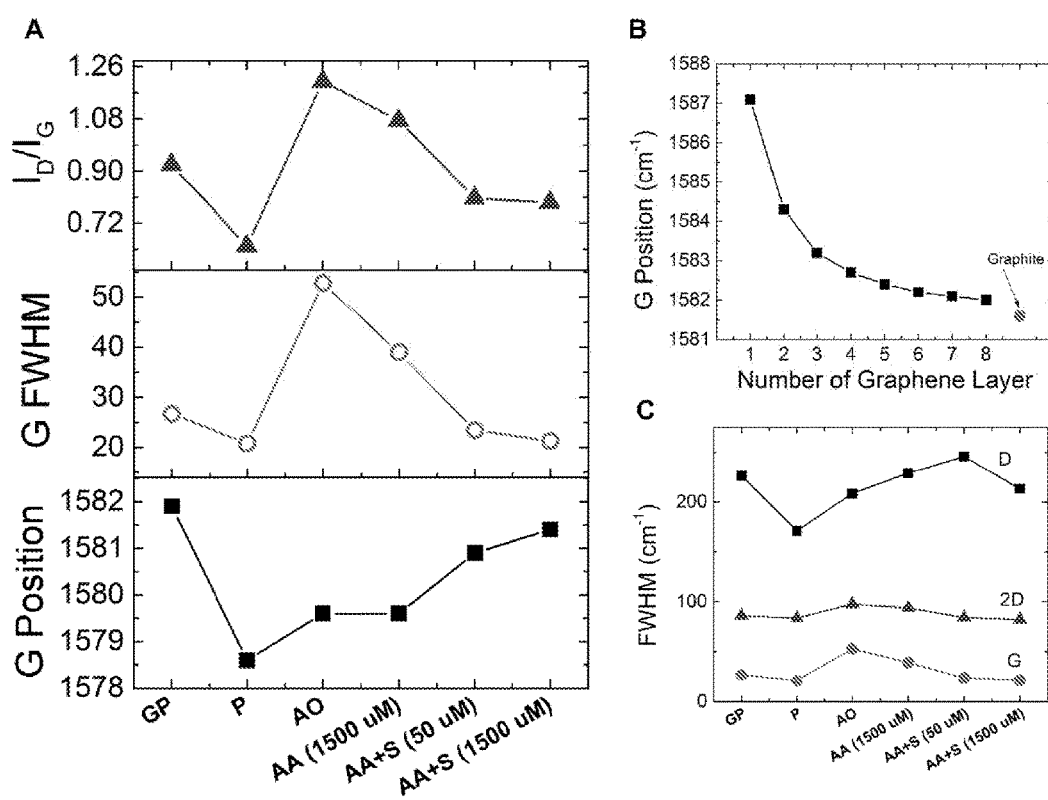 A
1.26
1.08
0.90
0.72
I_D/I_G
50
40
30
20
G FWHM
1582
1581
1580
1579
1578
G Position
GP
P
AO
AA (1500 uM)
AA+S (50 uM)
AA+S (1500 uM)
B
1588
1587
1586
1585
1584
1583
1582
1581
G Position (cm⁻¹)
Graphite
1 2 3 4 5 6 7 8
Number of Graphene Layer
C
200
100
0
FWHM (cm⁻¹)
D
2D
G
GP
P
AO
AA (1500 uM)
AA+S (50 uM)
AA+S (1500 uM)